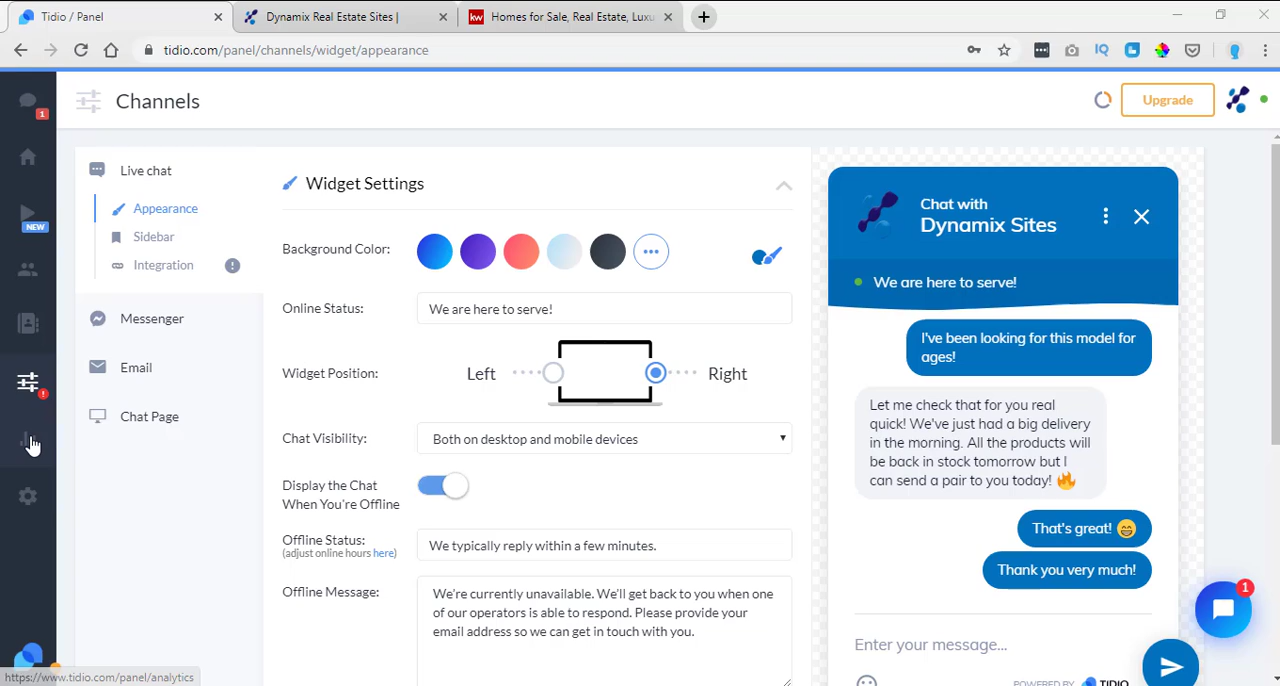 Tidio / Panel
Dynamix Real Estate Sites |
kw
Homes for Sale, Real Estate, Luxu
tidio.com/panel/channels/widget/appearance
IQ
1
Channels
Upgrade
NEW
Live chat
Appearance
Sidebar
Integration
Messenger
Email
Chat Page
Widget Settings
Background Color:
Online Status:
We are here to serve!
Widget Position:
Left
Right
Chat Visibility:
Both on desktop and mobile devices
Display the Chat
When You're Offline
Offline Status:
(adjust online hours here)
We typically reply within a few minutes.
Offline Message:
We're currently unavailable. We'll get back to you when one
of our operators is able to respond. Please provide your
email address so we can get in touch with you.
Chat with
Dynamix Sites
We are here to serve!
I've been looking for this model for
ages!
Let me check that for you real
quick! We've just had a big delivery
in the morning. All the products will
be back in stock tomorrow but I
can send a pair to you today! 🔥
That's great! 😄
Thank you very much!
Enter your message...
POWERED BY TIDIO
1
https://www.tidio.com/panel/analytics